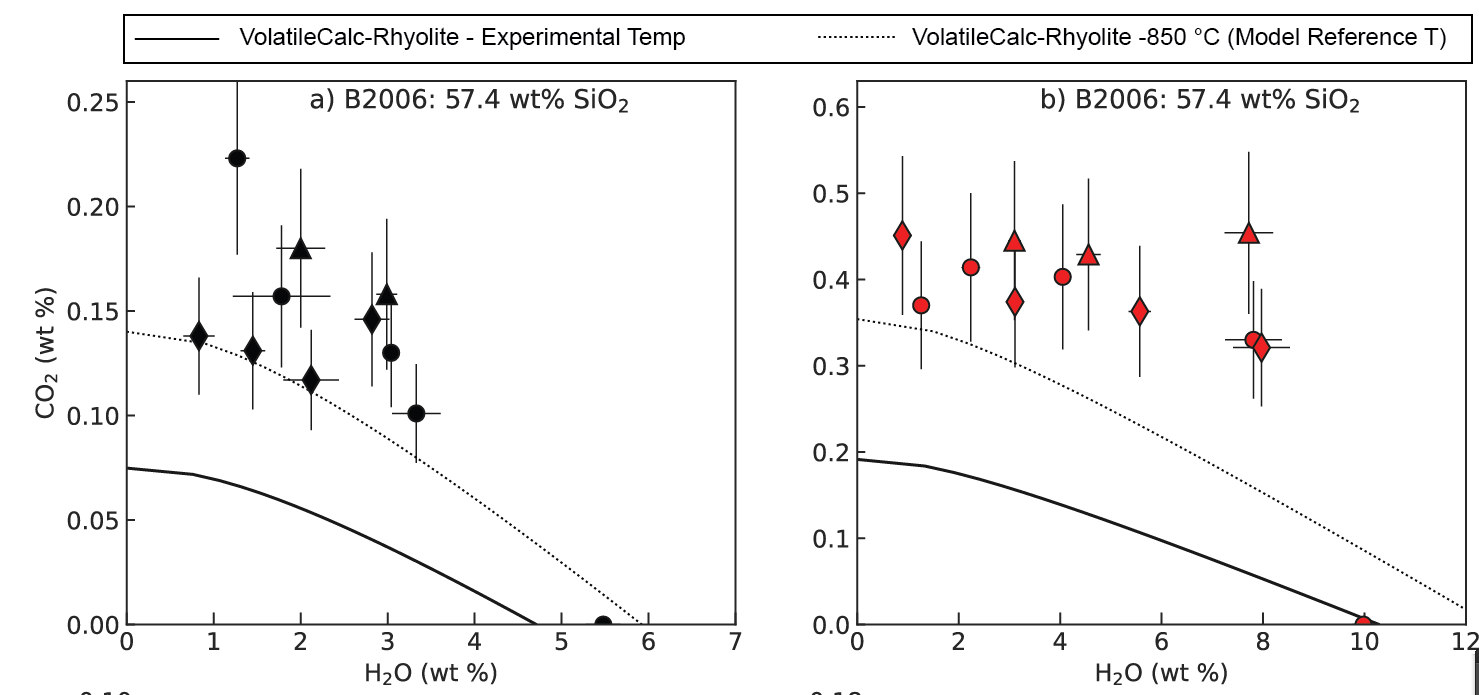 VolatileCalc-Rhyolite - Experimental Temp
VolatileCalc-Rhyolite -850 °C (Model Reference T)
a) B2006: 57.4 wt% SiO₂
0.25
0.20
0.15
0.10
0.05
0.00
CO₂ (wt %)
0 1 2 3 4 5 6 7
H₂O (wt %)
b) B2006: 57.4 wt% SiO₂
0.6
0.5
0.4
0.3
0.2
0.1
0.0
0 2 4 6 8 10 12
H₂O (wt %)